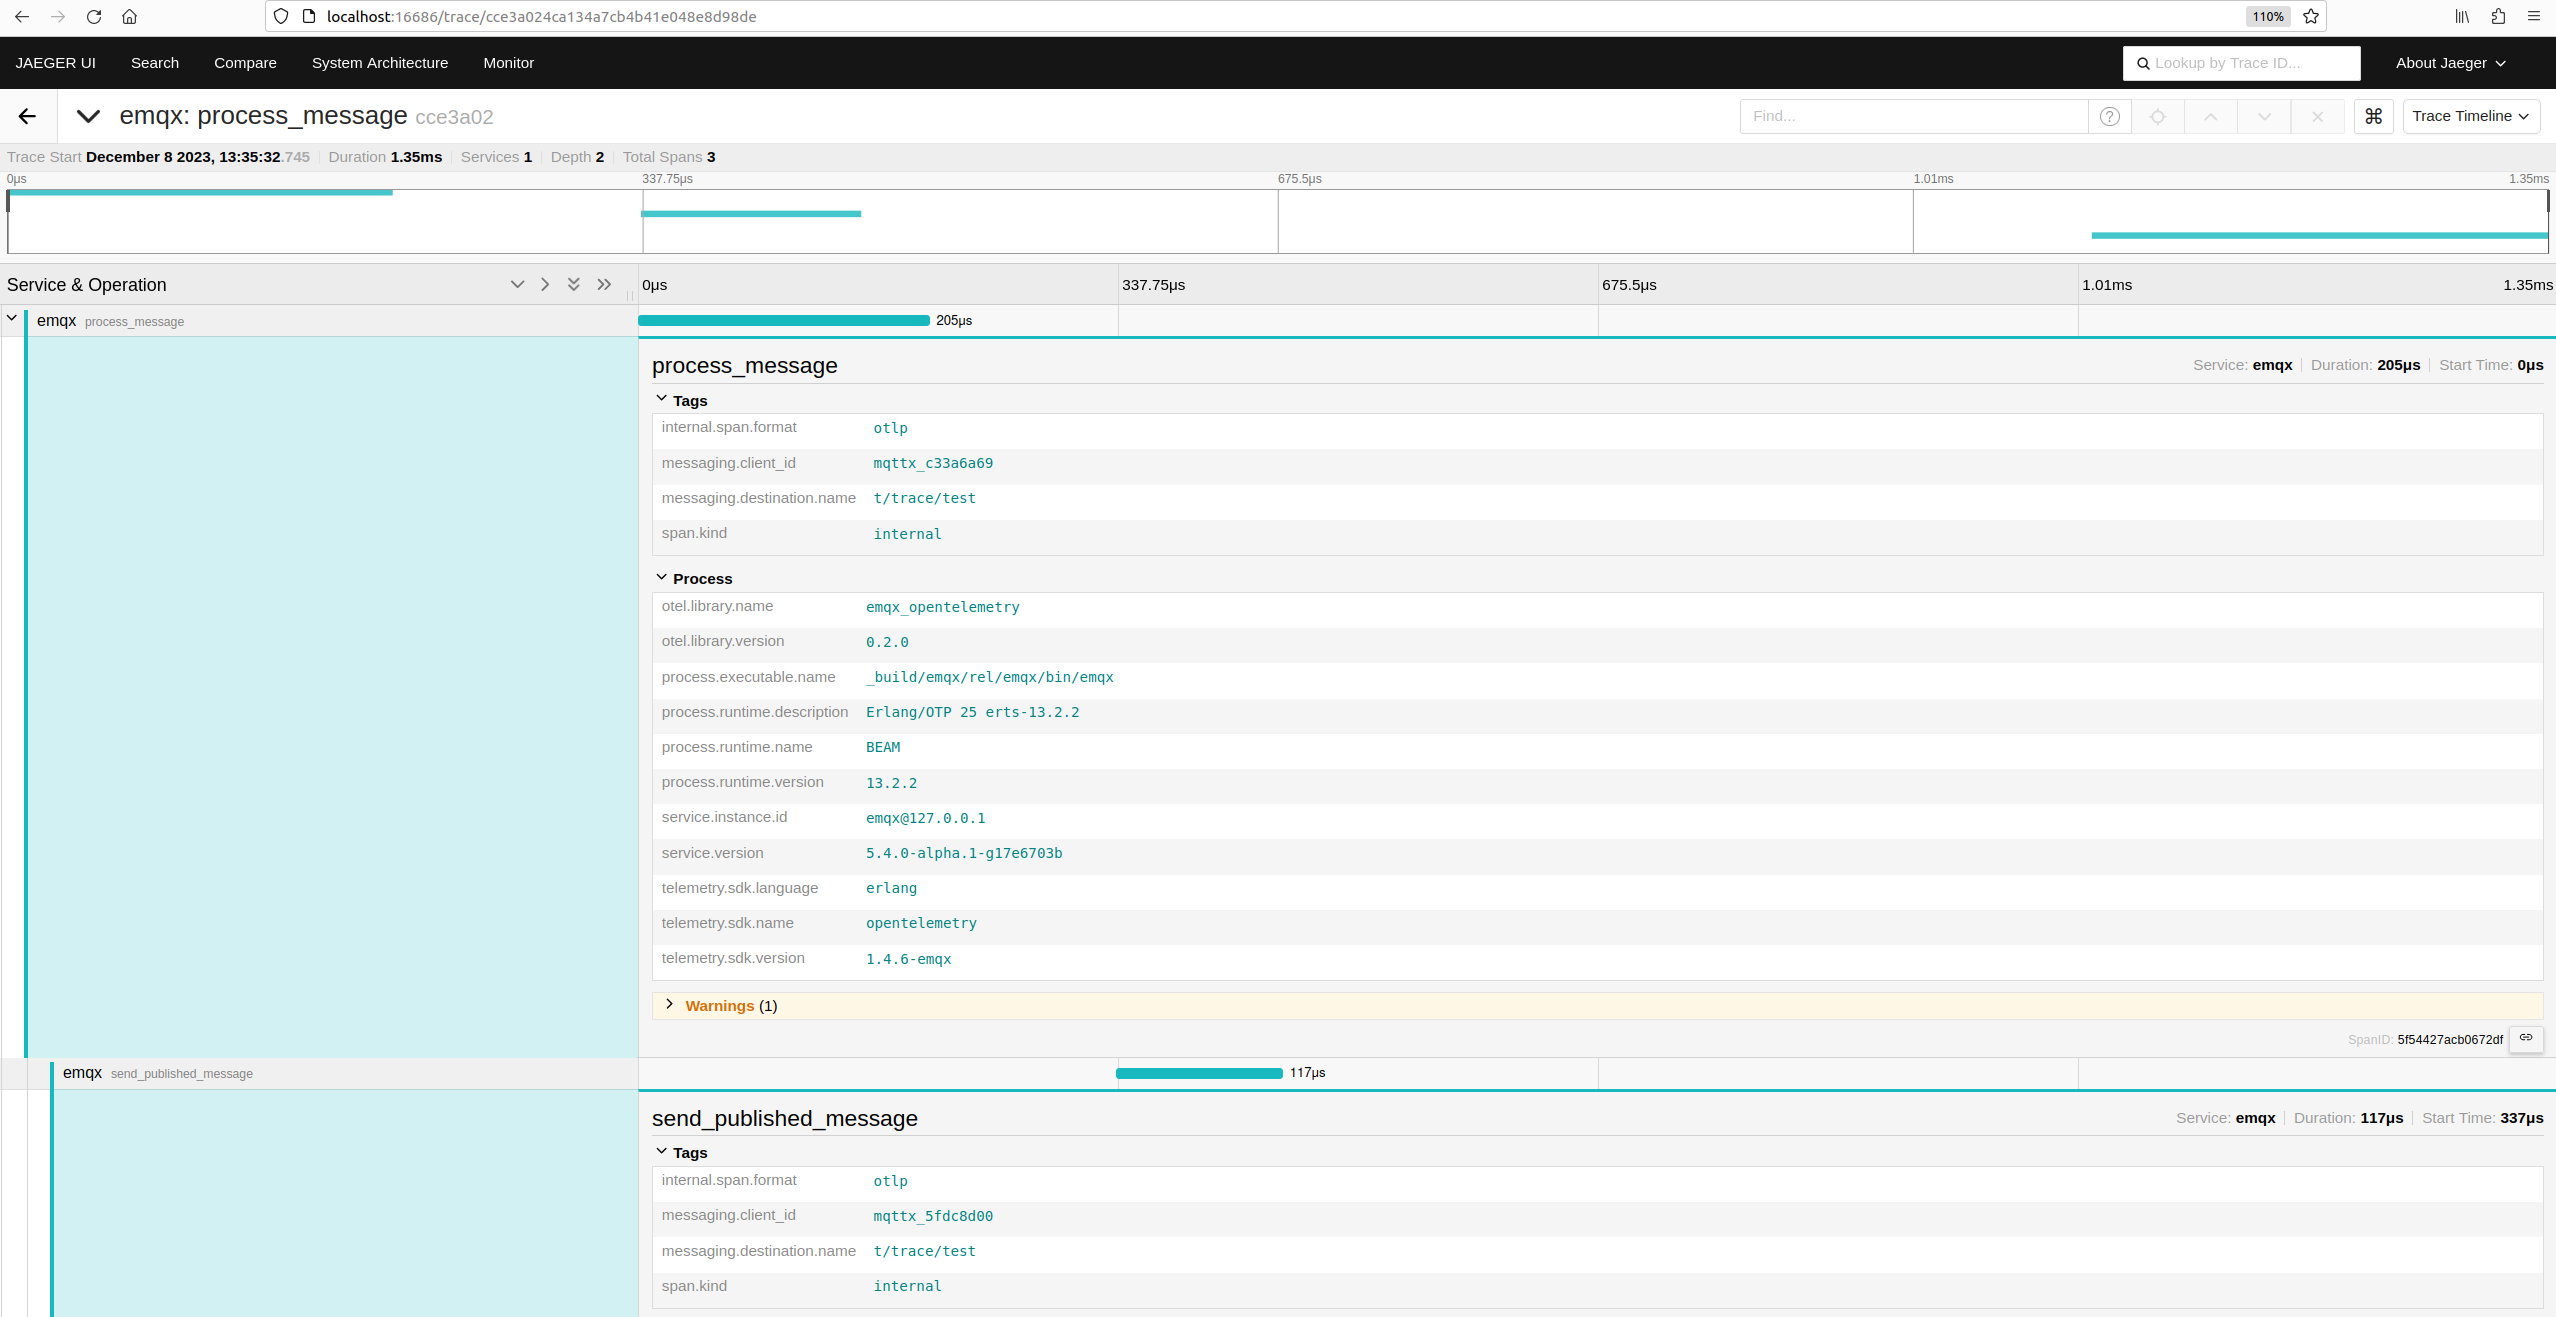 localhost:16686/trace/cce3a024ca134a7cb4b41e048e8d98de 110%
JAEGER UI Search Compare System Architecture Monitor Lookup by Trace ID... About Jaeger
emqx: process_message cce3a02 Find... Trace Timeline
Trace Start December 8 2023, 13:35:32.745 Duration 1.35ms Services 1 Depth 2 Total Spans 3
0μs 337.75μs 675.5μs 1.01ms 1.35ms
Service & Operation 0μs 337.75μs 675.5μs 1.01ms 1.35ms
emqx process_message 205μs
process_message Service: emqx Duration: 205μs Start Time: 0μs
Tags
internal.span.format otlp
messaging.client_id mqttx_c33a6a69
messaging.destination.name t/trace/test
span.kind internal
Process
otel.library.name emqx_opentelemetry
otel.library.version 0.2.0
process.executable.name _build/emqx/rel/emqx/bin/emqx
process.runtime.description Erlang/OTP 25 erts-13.2.2
process.runtime.name BEAM
process.runtime.version 13.2.2
service.instance.id emqx@127.0.0.1
service.version 5.4.0-alpha.1-g17e6703b
telemetry.sdk.language erlang
telemetry.sdk.name opentelemetry
telemetry.sdk.version 1.4.6-emqx
Warnings (1)
SpanID: 5f54427acb0672df
emqx send_published_message 117μs
send_published_message Service: emqx Duration: 117μs Start Time: 337μs
Tags
internal.span.format otlp
messaging.client_id mqttx_5fdc8d00
messaging.destination.name t/trace/test
span.kind internal